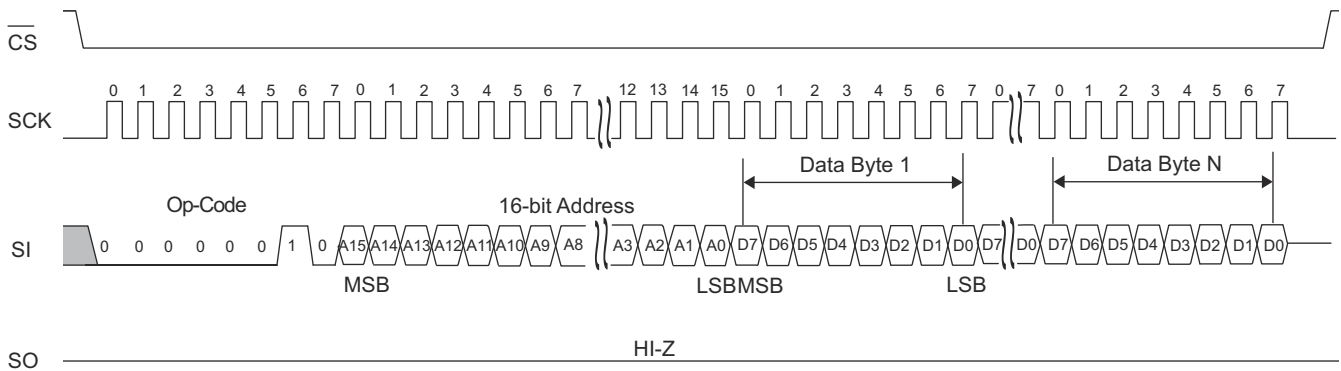 CS
0 1 2 3 4 5 6 7 0 1 2 3 4 5 6 7 12 13 14 15 0 1 2 3 4 5 6 7 0 7 0 1 2 3 4 5 6 7
SCK
Data Byte 1 Data Byte N
Op-Code 16-bit Address
SI 0 0 0 0 0 0 1 0 A15 A14 A13 A12 A11 A10 A9 A8 A3 A2 A1 A0 D7 D6 D5 D4 D3 D2 D1 D0 D7 D0 D7 D6 D5 D4 D3 D2 D1 D0
MSB LSB MSB LSB
HI-Z
SO